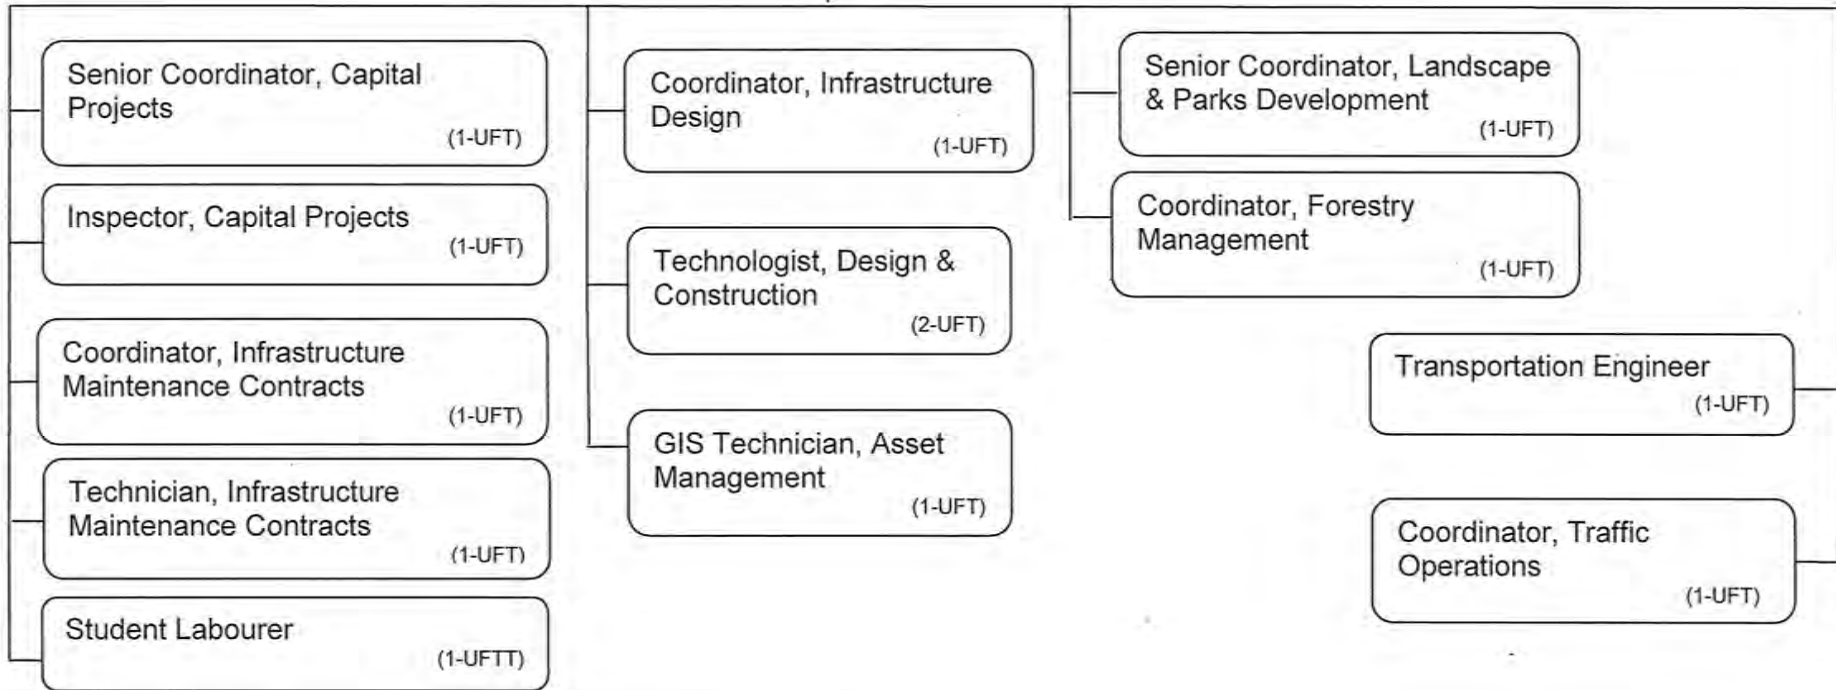 Senior Coordinator, Capital
Projects
(1-UFT)
Inspector, Capital Projects
(1-UFT)
Coordinator, Infrastructure
Maintenance Contracts
(1-UFT)
Technician, Infrastructure
Maintenance Contracts
(1-UFT)
Student Labourer
(1-UFTT)
Coordinator, Infrastructure
Design
(1-UFT)
Technologist, Design &
Construction
(2-UFT)
GIS Technician, Asset
Management
(1-UFT)
Senior Coordinator, Landscape
& Parks Development
(1-UFT)
Coordinator, Forestry
Management
(1-UFT)
Transportation Engineer
(1-UFT)
Coordinator, Traffic
Operations
(1-UFT)